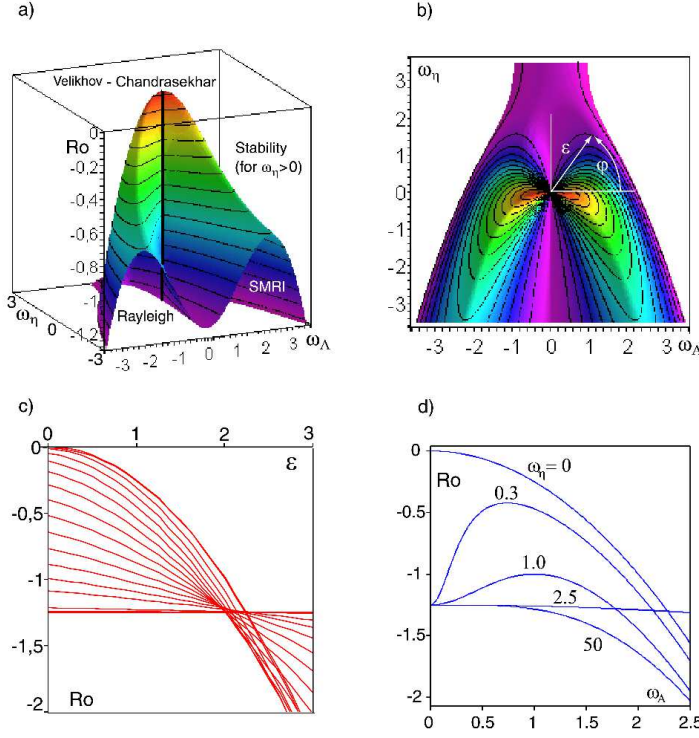 a)
Velikhov - Chandrasekhar
Ro
0
-0,2
-0,4
-0,6
-0,8
-1
-1,2
Stability
(for ωη>0)
SMRI
Rayleigh
3
ωη
0
-3
-3 -2 -1 0 1 2 3
ωA
b)
ωη
3
2
1
0
-1
-2
-3
ε
φ
-3 -2 -1 0 1 2 3
ωA
c)
0 1 2 3
ε
0
-0,5
-1
-1,5
-2
Ro
d)
0
-0.5
-1
-1.5
-2
Ro
ωη= 0
0.3
1.0
2.5
50
ωA
0 0.5 1 1.5 2 2.5